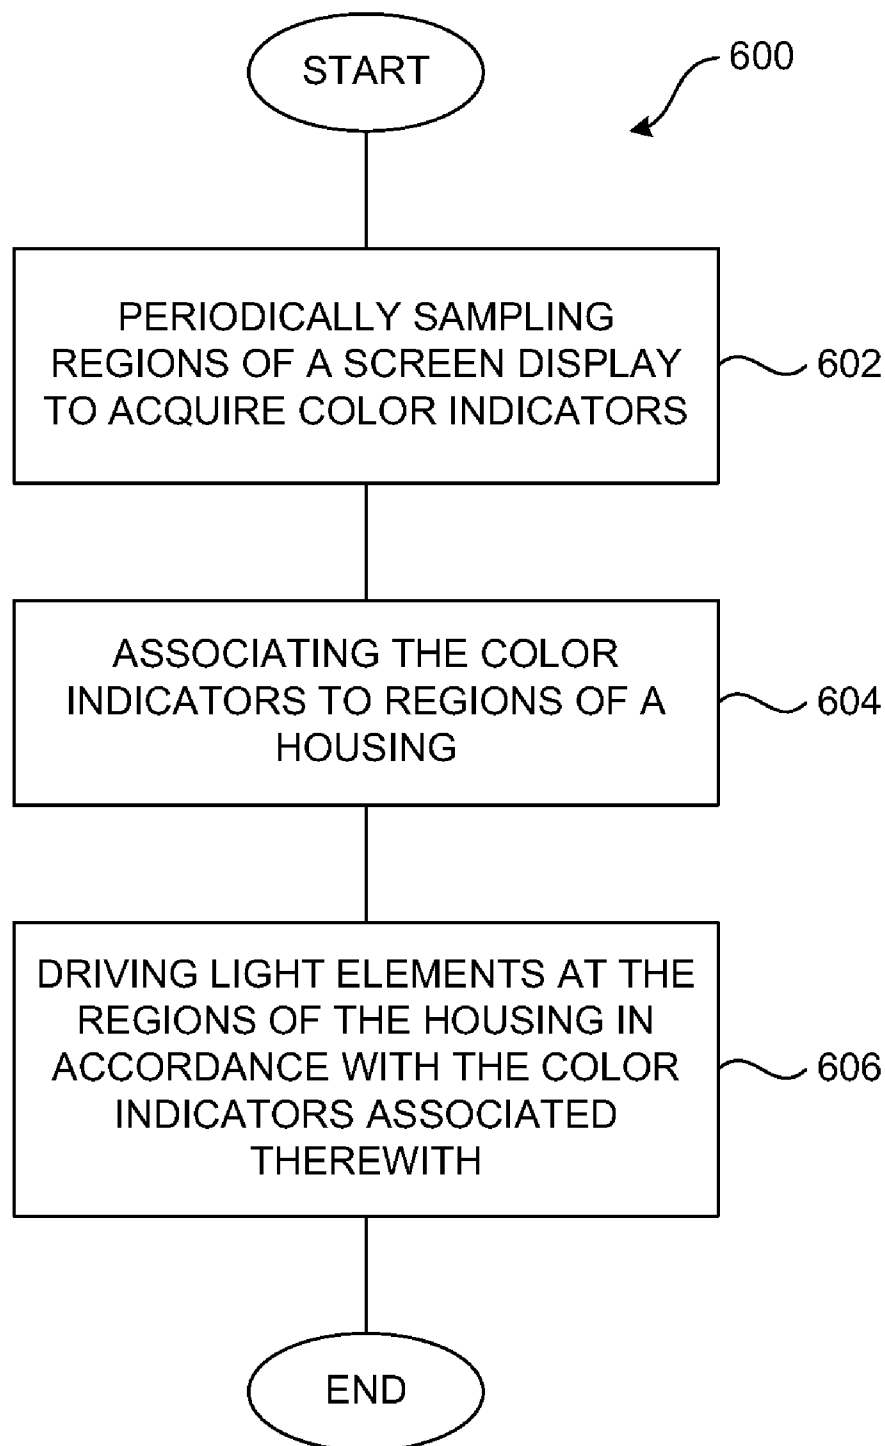 START
600
PERIODICALLY SAMPLING
REGIONS OF A SCREEN DISPLAY
TO ACQUIRE COLOR INDICATORS
602
ASSOCIATING THE COLOR
INDICATORS TO REGIONS OF A
HOUSING
604
DRIVING LIGHT ELEMENTS AT THE
REGIONS OF THE HOUSING IN
ACCORDANCE WITH THE COLOR
INDICATORS ASSOCIATED
THEREWITH
606
END